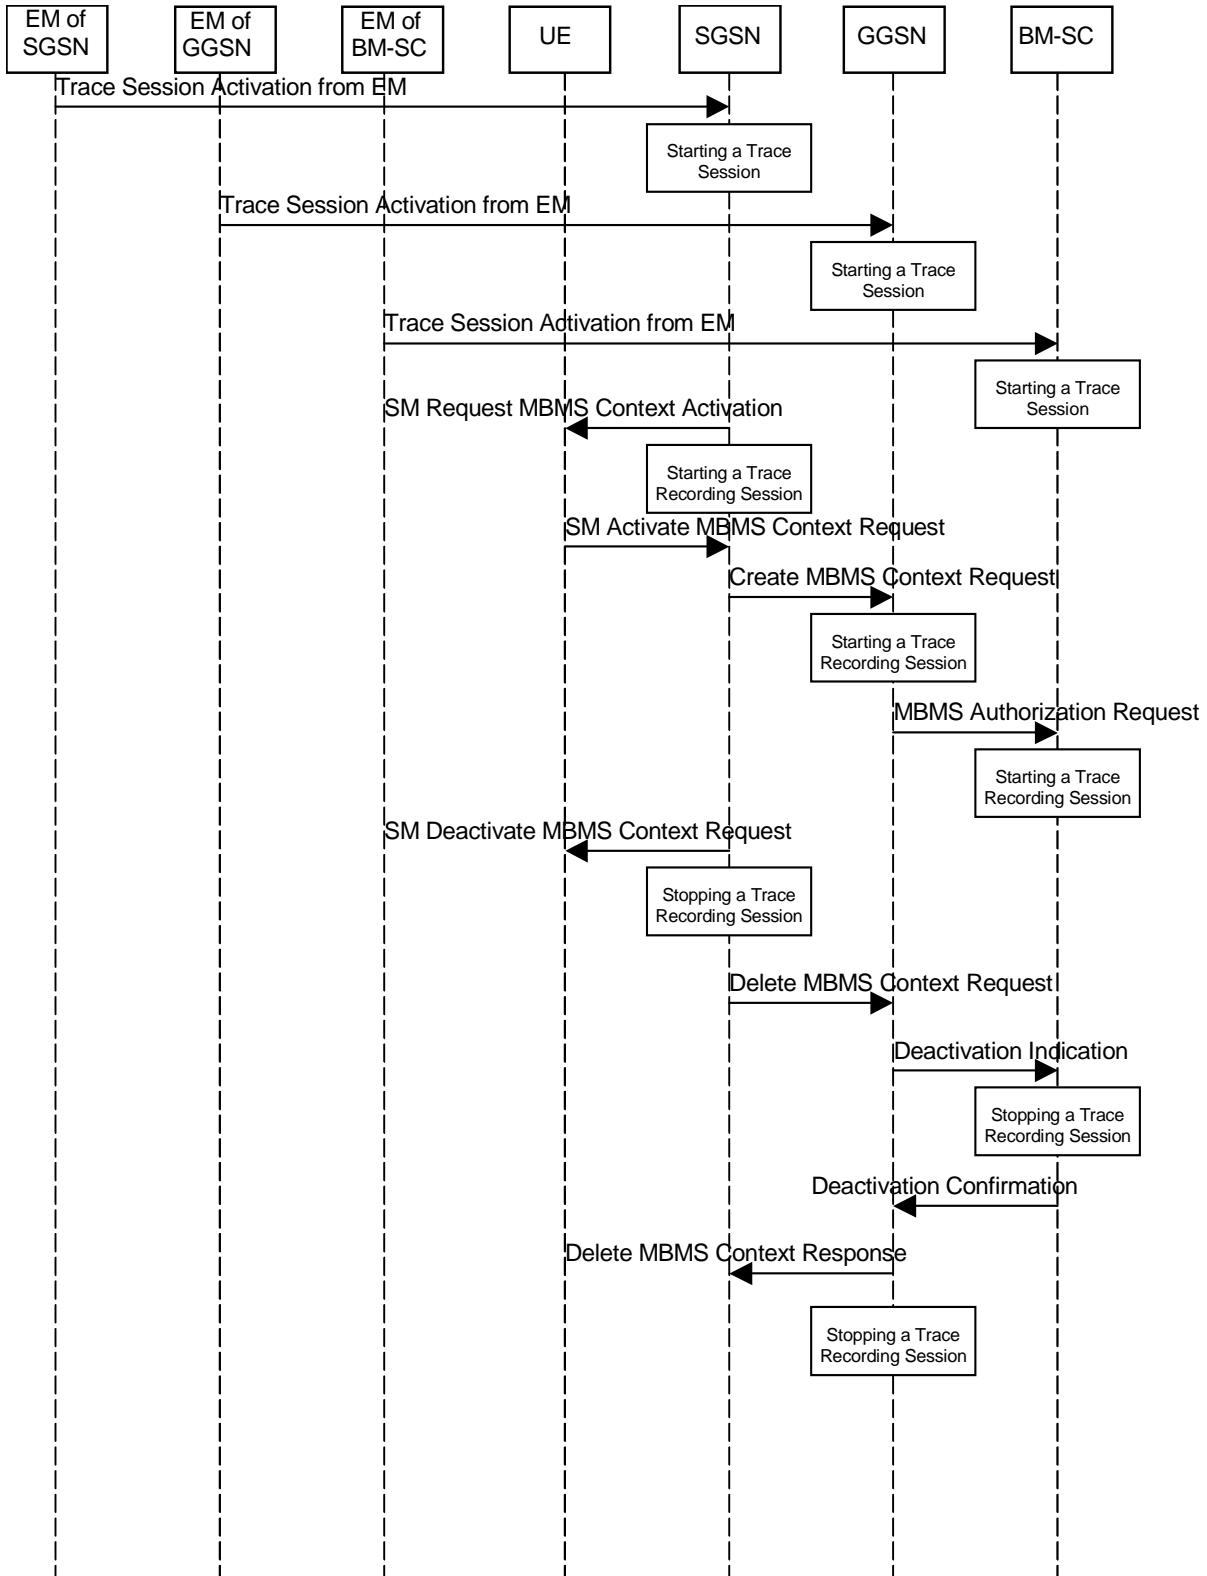 EM of
SGSN
EM of
GGSN
EM of
BM-SC
UE
SGSN
GGSN
BM-SC
Trace Session Activation from EM
Starting a Trace
Session
Trace Session Activation from EM
Starting a Trace
Session
Trace Session Activation from EM
Starting a Trace
Session
SM Request MBMS Context Activation
Starting a Trace
Recording Session
SM Activate MBMS Context Request
Create MBMS Context Request
Starting a Trace
Recording Session
MBMS Authorization Request
Starting a Trace
Recording Session
SM Deactivate MBMS Context Request
Stopping a Trace
Recording Session
Delete MBMS Context Request
Deactivation Indication
Stopping a Trace
Recording Session
Deactivation Confirmation
Delete MBMS Context Response
Stopping a Trace
Recording Session